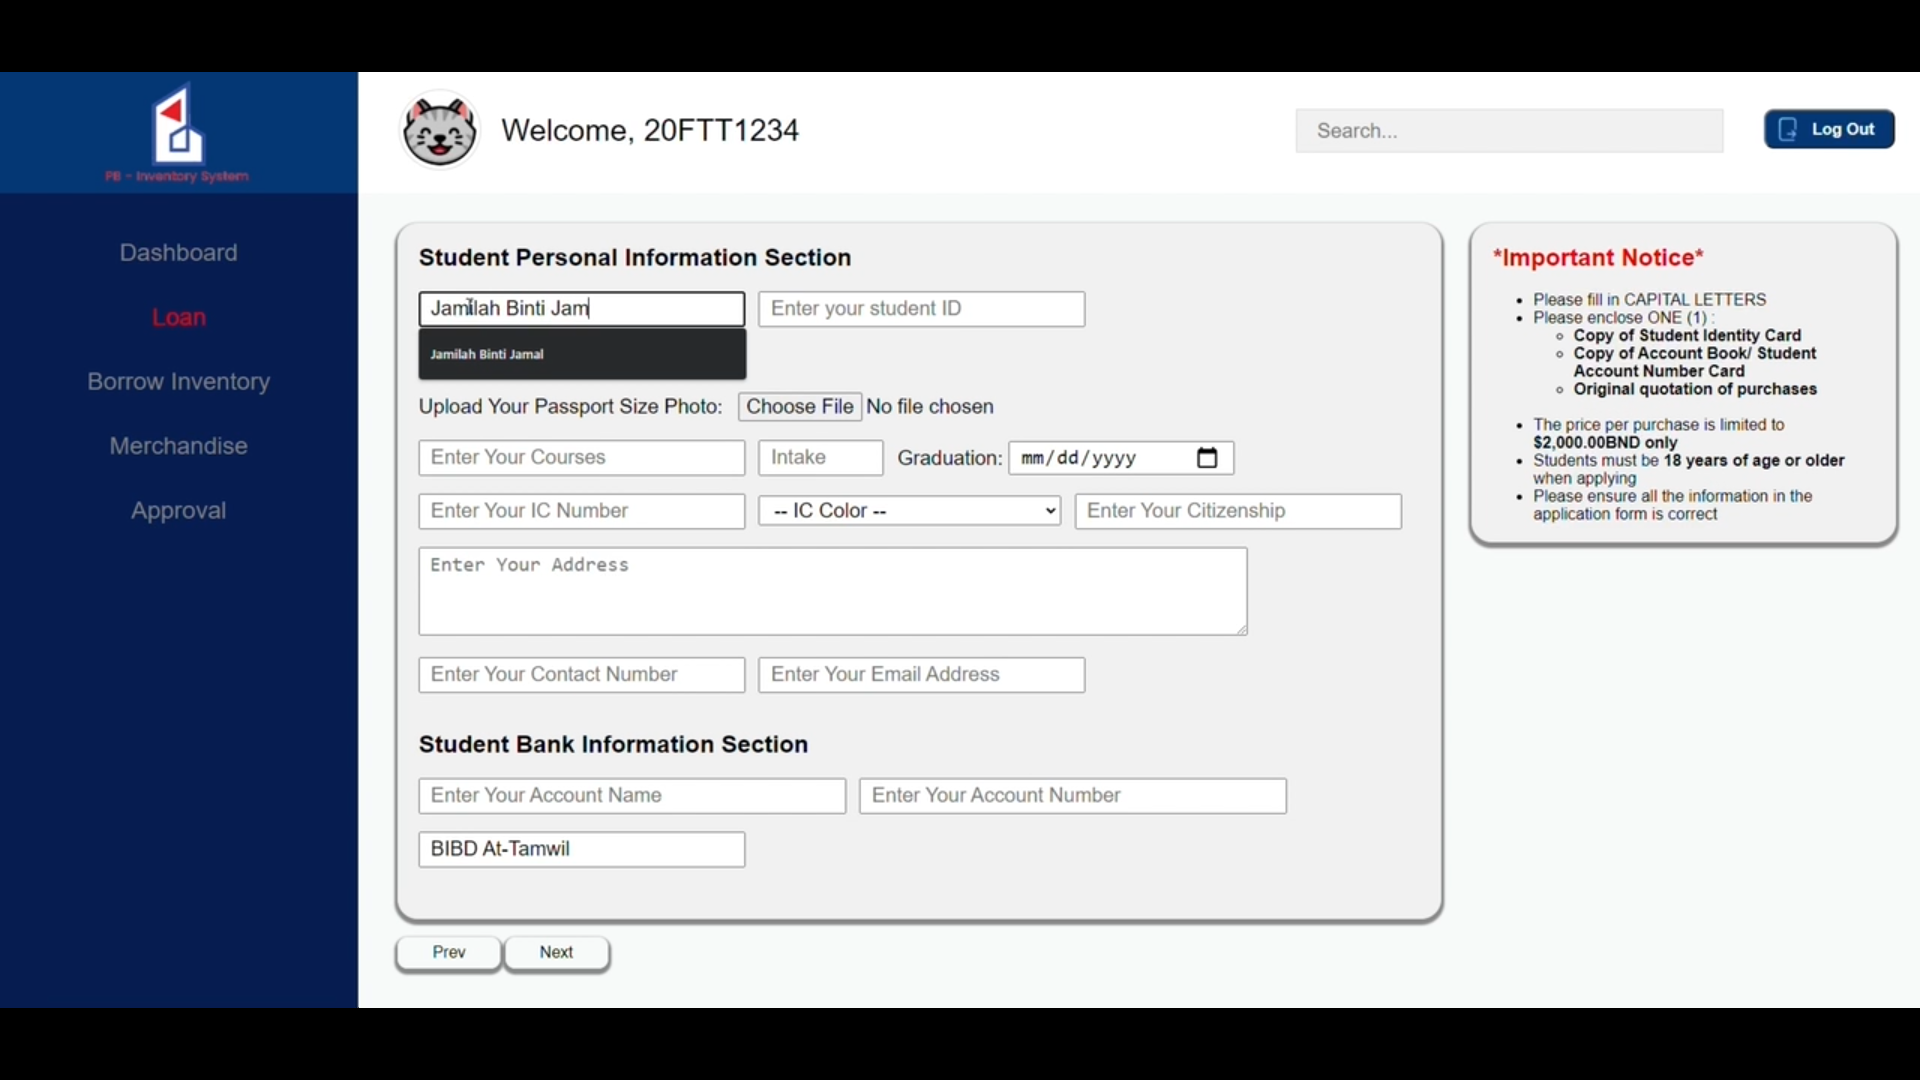 PB - Inventory System
Welcome, 20FTT1234
Search...
Log Out
Dashboard
Loan
Borrow Inventory
Merchandise
Approval
Student Personal Information Section
Jamilah Binti Jam
Enter your student ID
Jamilah Binti Jamal
Upload Your Passport Size Photo: Choose File No file chosen
Enter Your Courses
Intake
Graduation: mm/dd/yyyy
Enter Your IC Number
-- IC Color --
Enter Your Citizenship
Enter Your Address
Enter Your Contact Number
Enter Your Email Address
Student Bank Information Section
Enter Your Account Name
Enter Your Account Number
BIBD At-Tamwil
Prev
Next
*Important Notice*
Please fill in CAPITAL LETTERS
Please enclose ONE (1) :
Copy of Student Identity Card
Copy of Account Book/ Student
Account Number Card
Original quotation of purchases
The price per purchase is limited to
$2,000.00BND only
Students must be 18 years of age or older
when applying
Please ensure all the information in the
application form is correct